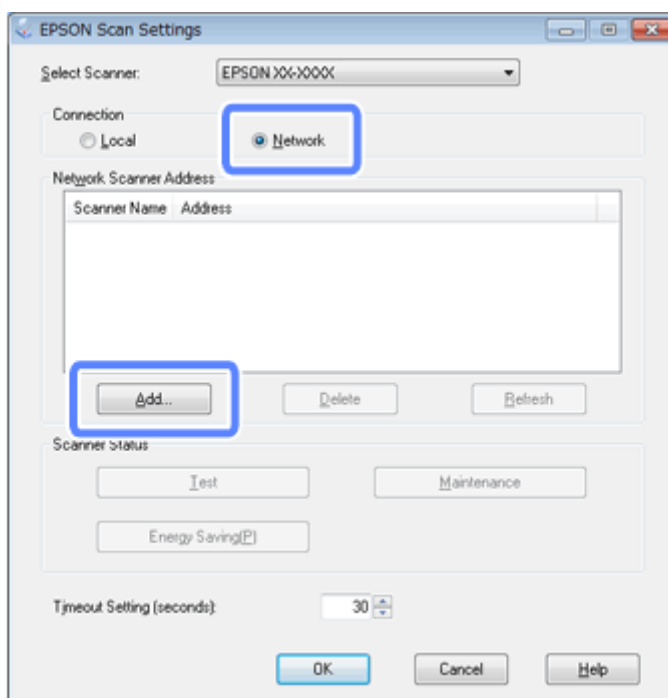 EPSON Scan Settings
Select Scanner: EPSON XX-XXXX
Connection
Local Network
Network Scanner Address
Scanner Name Address
Add... Delete Refresh
Scanner Status
Test Maintenance
Energy Saving(P)
Timeout Setting (seconds): 30
OK Cancel Help